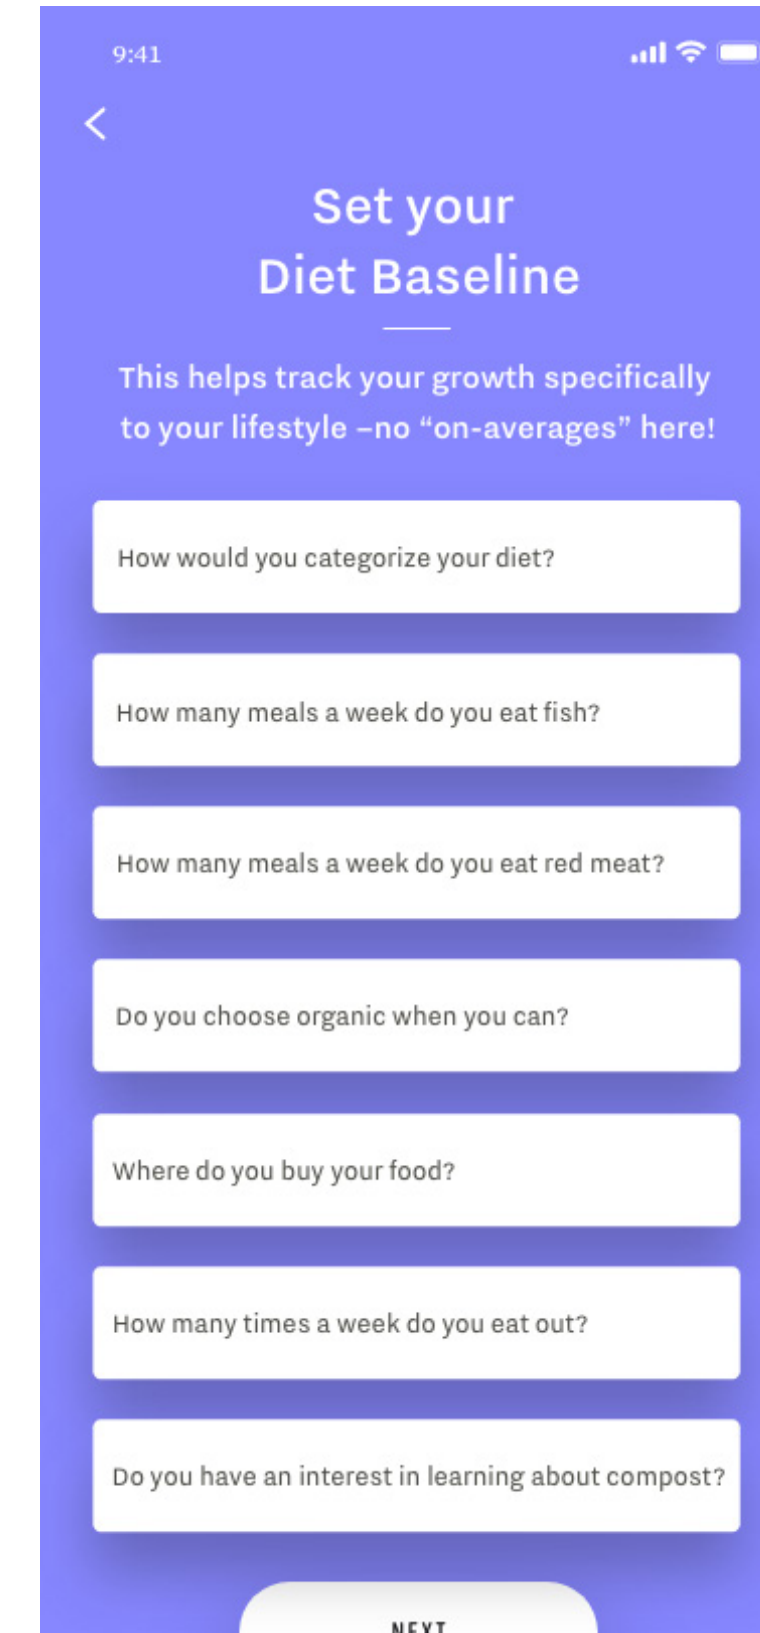 9:41
Set your
Diet Baseline
This helps track your growth specifically
to your lifestyle –no “on-averages” here!
How would you categorize your diet?
How many meals a week do you eat fish?
How many meals a week do you eat red meat?
Do you choose organic when you can?
Where do you buy your food?
How many times a week do you eat out?
Do you have an interest in learning about compost?
NEXT